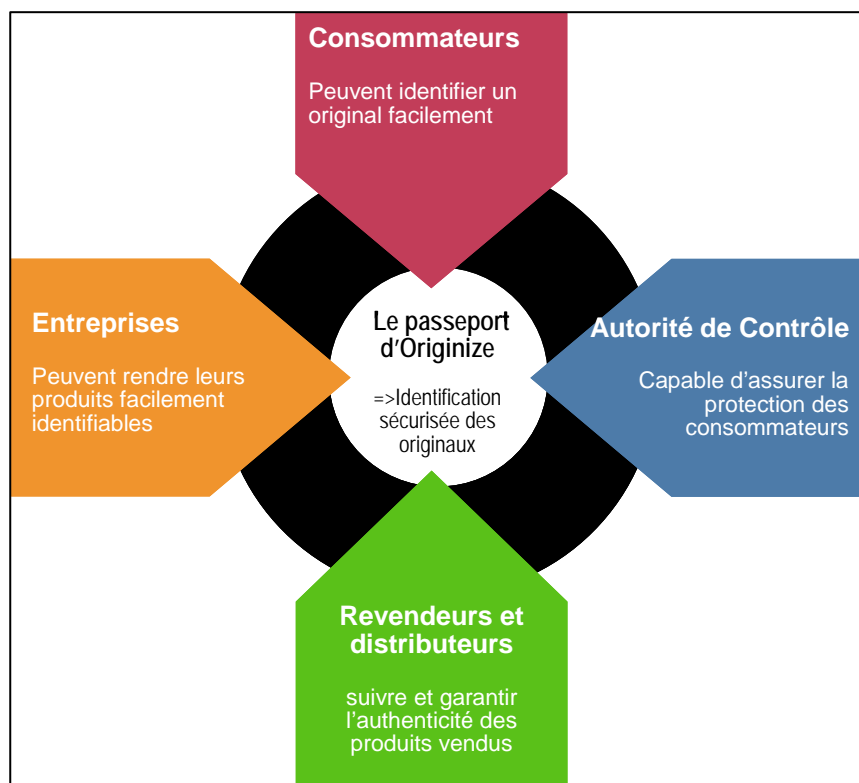 Consommateurs
Peuvent identifier un
original facilement
Entreprises
Peuvent rendre leurs
produits facilement
identifiables
Le passeport
d’Originize
=>Identification
sécurisée des
originaux
Autorité de Contrôle
Capable d’assurer la
protection des
consommateurs
Revendeurs et
distributeurs
suivre et garantir
l’authenticité des
produits vendus